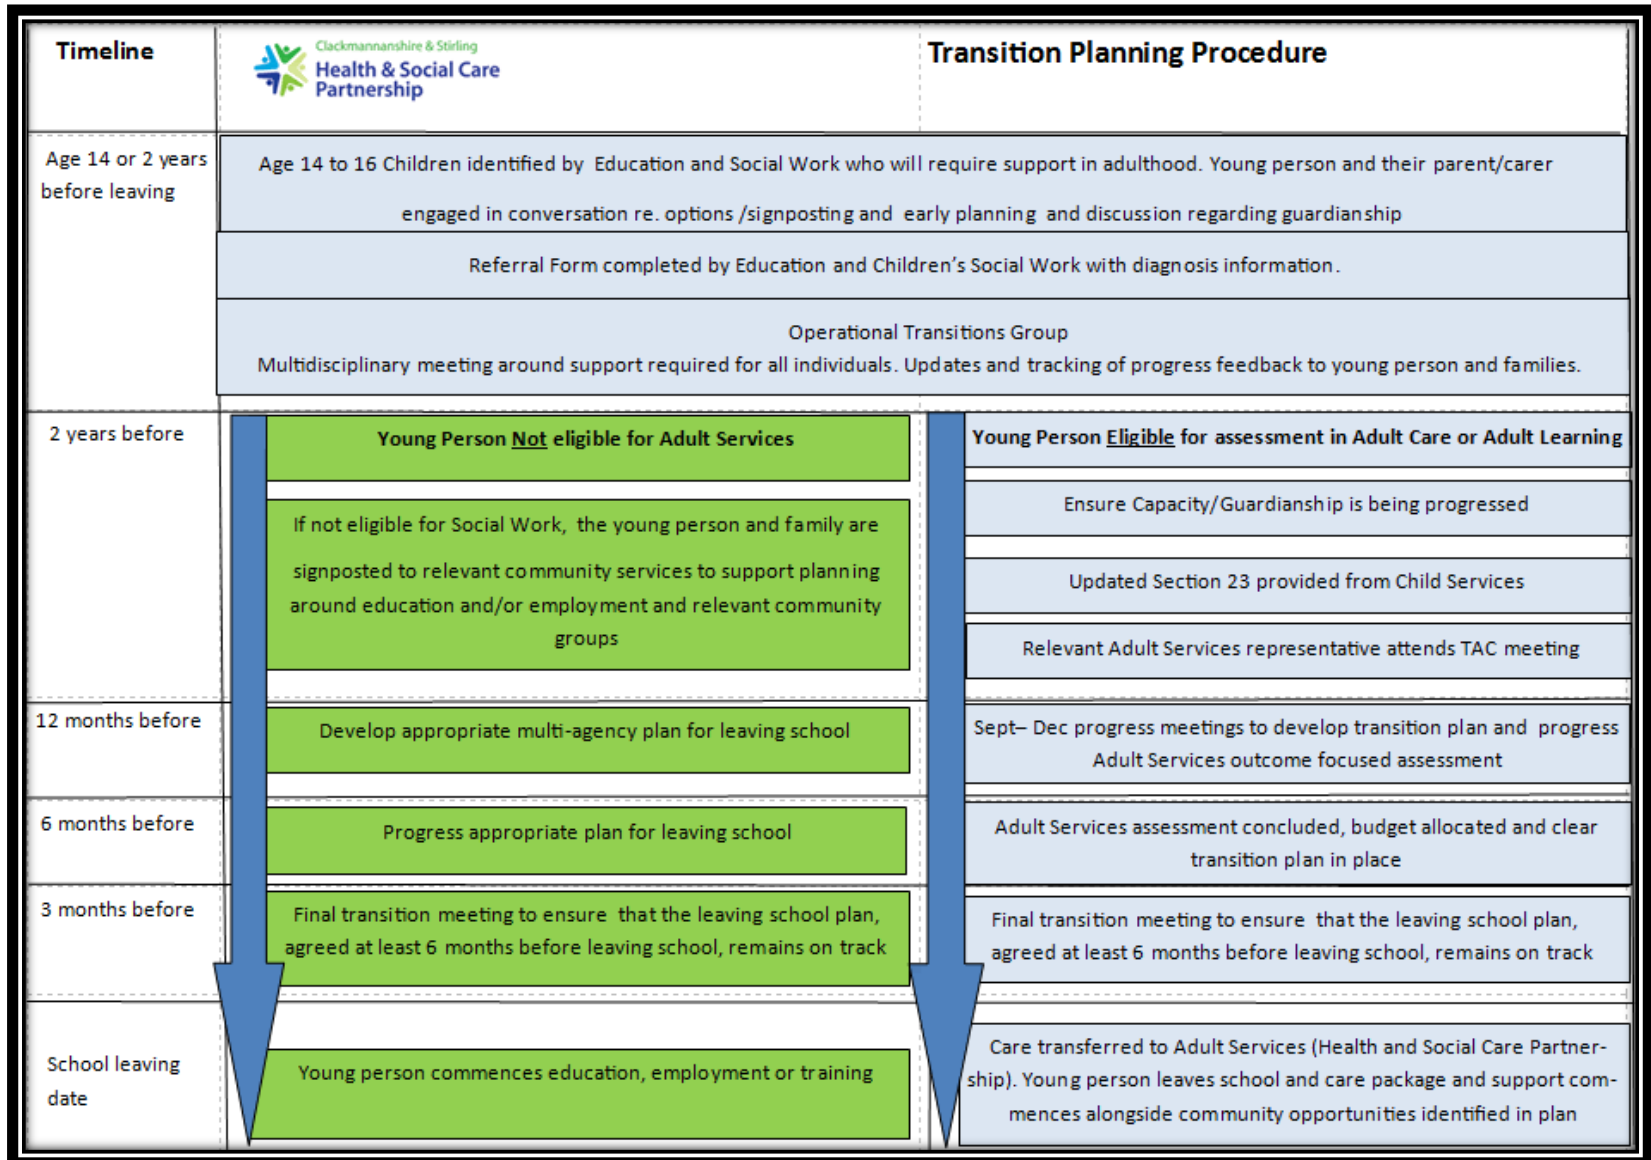 Timeline
Clackmannanshire & Stirling
Health & Social Care
Partnership
Transition Planning Procedure
Age 14 or 2 years
before leaving
Age 14 to 16 Children identified by Education and Social Work who will require support in adulthood. Young person and their parent/carer
engaged in conversation re. options /signposting and early planning and discussion regarding guardianship
Referral Form completed by Education and Children’s Social Work with diagnosis information.
Operational Transitions Group
Multidisciplinary meeting around support required for all individuals. Updates and tracking of progress feedback to young person and families.
2 years before
Young Person Not eligible for Adult Services
If not eligible for Social Work, the young person and family are
signposted to relevant community services to support planning
around education and/or employment and relevant community
groups
Young Person Eligible for assessment in Adult Care or Adult Learning
Ensure Capacity/Guardianship is being progressed
Updated Section 23 provided from Child Services
Relevant Adult Services representative attends TAC meeting
12 months before
Develop appropriate multi-agency plan for leaving school
Sept– Dec progress meetings to develop transition plan and progress
Adult Services outcome focused assessment
6 months before
Progress appropriate plan for leaving school
Adult Services assessment concluded, budget allocated and clear
transition plan in place
3 months before
Final transition meeting to ensure that the leaving school plan,
agreed at least 6 months before leaving school, remains on track
Final transition meeting to ensure that the leaving school plan,
agreed at least 6 months before leaving school, remains on track
School leaving
date
Young person commences education, employment or training
Care transferred to Adult Services (Health and Social Care Partner-
ship). Young person leaves school and care package and support com-
mences alongside community opportunities identified in plan